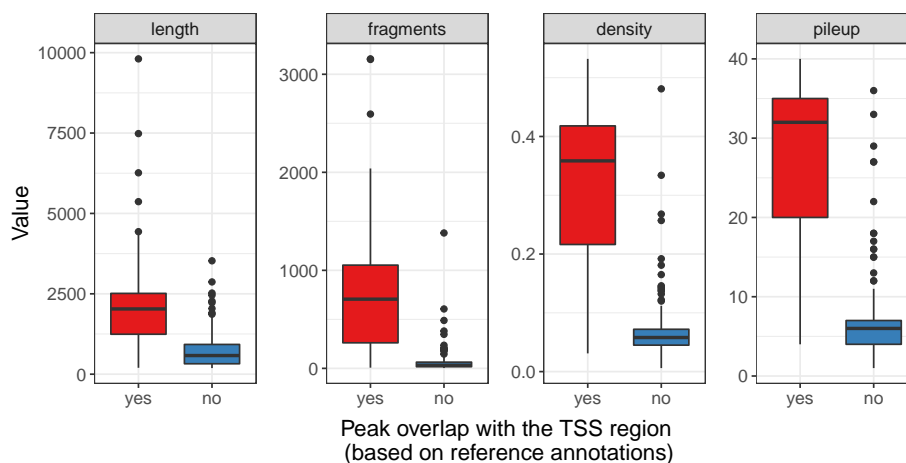 length
fragments
density
pileup
Value
10000
7500
5000
2500
0
3000
2000
1000
0
0.4
0.2
0.0
40
30
20
10
0
yes no
yes no
yes no
yes no
Peak overlap with the TSS region
(based on reference annotations)